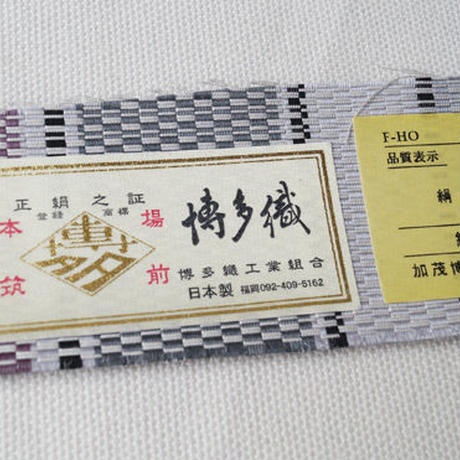 正絹之証
登録 商標
本場
筑前
博多
博多織
博多織工業組合
日本製 福岡092-409-5162
F-HO
品質表示
絹
加茂博